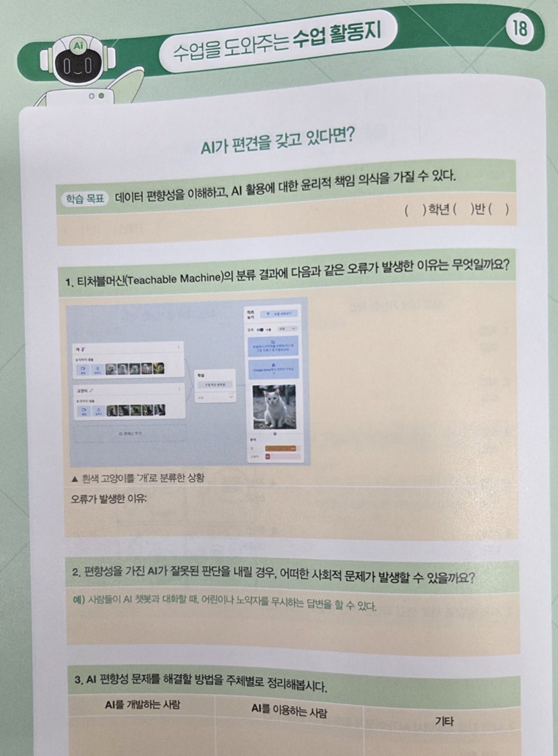 Ai
수업을 도와주는 수업 활동지
18
AI가 편견을 갖고 있다면?
학습 목표 데이터 편향성을 이해하고, AI 활용에 대한 윤리적 책임 의식을 가질 수 있다.
( )학년 ( )반 ( )
1. 티처블머신(Teachable Machine)의 분류 결과에 다음과 같은 오류가 발생한 이유는 무엇일까요?
학습
▲ 흰색 고양이를 '개'로 분류한 상황
오류가 발생한 이유:
2. 편향성을 가진 AI가 잘못된 판단을 내릴 경우, 어떠한 사회적 문제가 발생할 수 있을까요?
예) 사람들이 AI 챗봇과 대화할 때, 어린이나 노약자를 무시하는 답변을 할 수 있다.
3. AI 편향성 문제를 해결할 방법을 주체별로 정리해봅시다.
AI를 개발하는 사람
AI를 이용하는 사람
기타